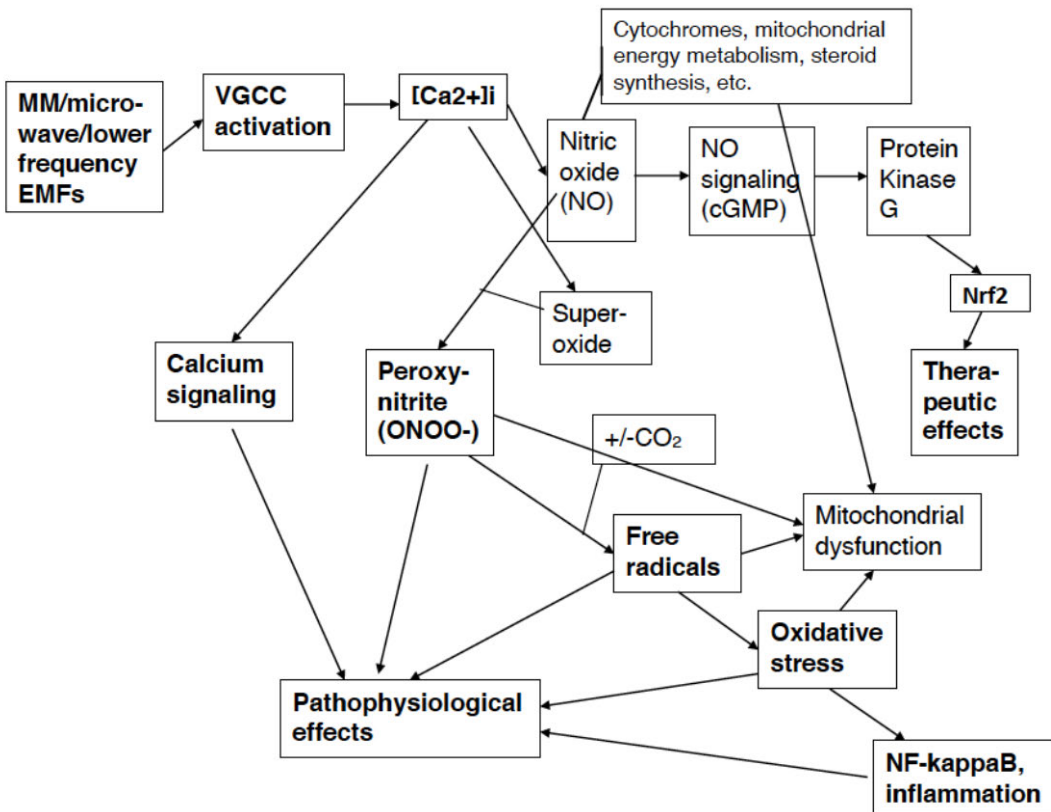 Cytochromes, mitochondrial
energy metabolism, steroid
synthesis, etc.
MM/micro-
wave/lower
frequency
EMFs
VGCC
activation
[Ca2+]i
Nitric
oxide
(NO)
NO
signaling
(cGMP)
Protein
Kinase
G
Nrf2
Super-
oxide
Calcium
signaling
Peroxy-
nitrite
(ONOO-)
Thera-
peutic
effects
+/-CO₂
Mitochondrial
dysfunction
Free
radicals
Oxidative
stress
Pathophysiological
effects
NF-kappaB,
inflammation